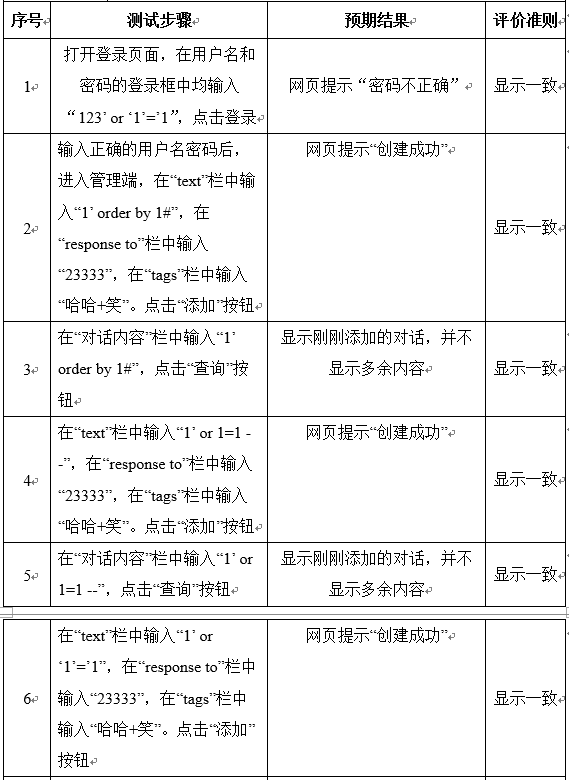 序号 测试步骤 预期结果 评价准则
1 打开登录页面，在用户名和
密码的登录框中均输入
“123’ or ‘1’=’1”，点击登录
网页提示“密码不正确”
显示一致
2 输入正确的用户名密码后，
进入管理端，在“text”栏中输
入“1’ order by 1#”，在
“response to”栏中输入
“23333”，在“tags”栏中输入
“哈哈+笑”。点击“添加”按钮
网页提示“创建成功”
显示一致
3 在“对话内容”栏中输入“1’
order by 1#”，点击“查询”按
钮
显示刚刚添加的对话，并不
显示多余内容
显示一致
4 在“text”栏中输入“1’ or 1=1 -
-”，在“response to”栏中输入
“23333”，在“tags”栏中输入
“哈哈+笑”。点击“添加”按钮
网页提示“创建成功”
显示一致
5 在“对话内容”栏中输入“1’ or
1=1 --”，点击“查询”按钮
显示刚刚添加的对话，并不
显示多余内容
显示一致
6 在“text”栏中输入“1’ or
‘1’=’1”，在“response to”栏中
输入“23333”，在“tags”栏中
输入“哈哈+笑”。点击“添加”
按钮
网页提示“创建成功”
显示一致